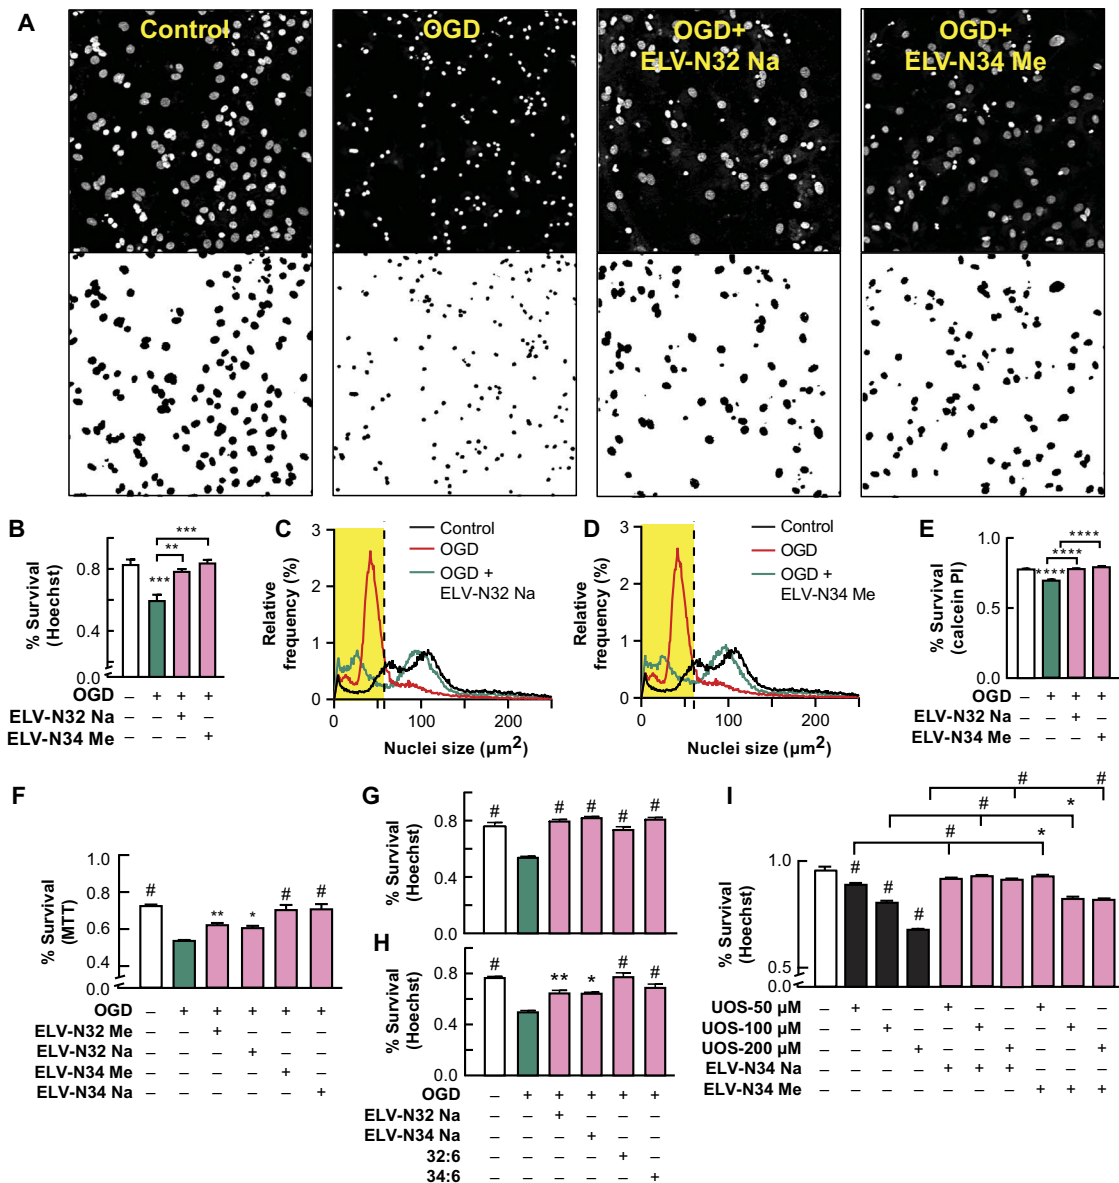 A
Control
OGD
OGD+
ELV-N32 Na
OGD+
ELV-N34 Me
B
% Survival
(Hoechst)
0.8
0.4
0.0
***
**
***
OGD – + + +
ELV-N32 Na – – + –
ELV-N34 Me – – – +
C
Relative
frequency (%)
3
2
1
0
0 100 200
Nuclei size (µm²)
Control
OGD
OGD +
ELV-N32 Na
D
Relative
frequency (%)
3
2
1
0
0 100 200
Nuclei size (µm²)
Control
OGD
OGD +
ELV-N34 Me
E
% Survival
(calcein PI)
1.0
0.5
0.0
****
****
****
OGD – + + +
ELV-N32 Na – – + –
ELV-N34 Me – – – +
F
% Survival
(MTT)
1.0
0.8
0.6
0.4
0.0
# ** * # #
OGD – + + + + +
ELV-N32 Me – – + – – –
ELV-N32 Na – – – + – –
ELV-N34 Me – – – – + –
ELV-N34 Na – – – – – +
G
% Survival
(Hoechst)
0.8
0.4
0.0
# # # # #
H
% Survival
(Hoechst)
0.8
0.4
0.0
# ** * # #
OGD – + + + + +
ELV-N32 Na – – + – – –
ELV-N34 Na – – – + – –
32:6 – – – – + –
34:6 – – – – – +
I
% Survival
(Hoechst)
1.0
0.5
0.0
# #
# *
# *
# # #
UOS-50 µM – + – – + – – + – –
UOS-100 µM – – + – – + – – + –
UOS-200 µM – – – + – – + – – +
ELV-N34 Na – – – – + + + – – –
ELV-N34 Me – – – – – – – + + +